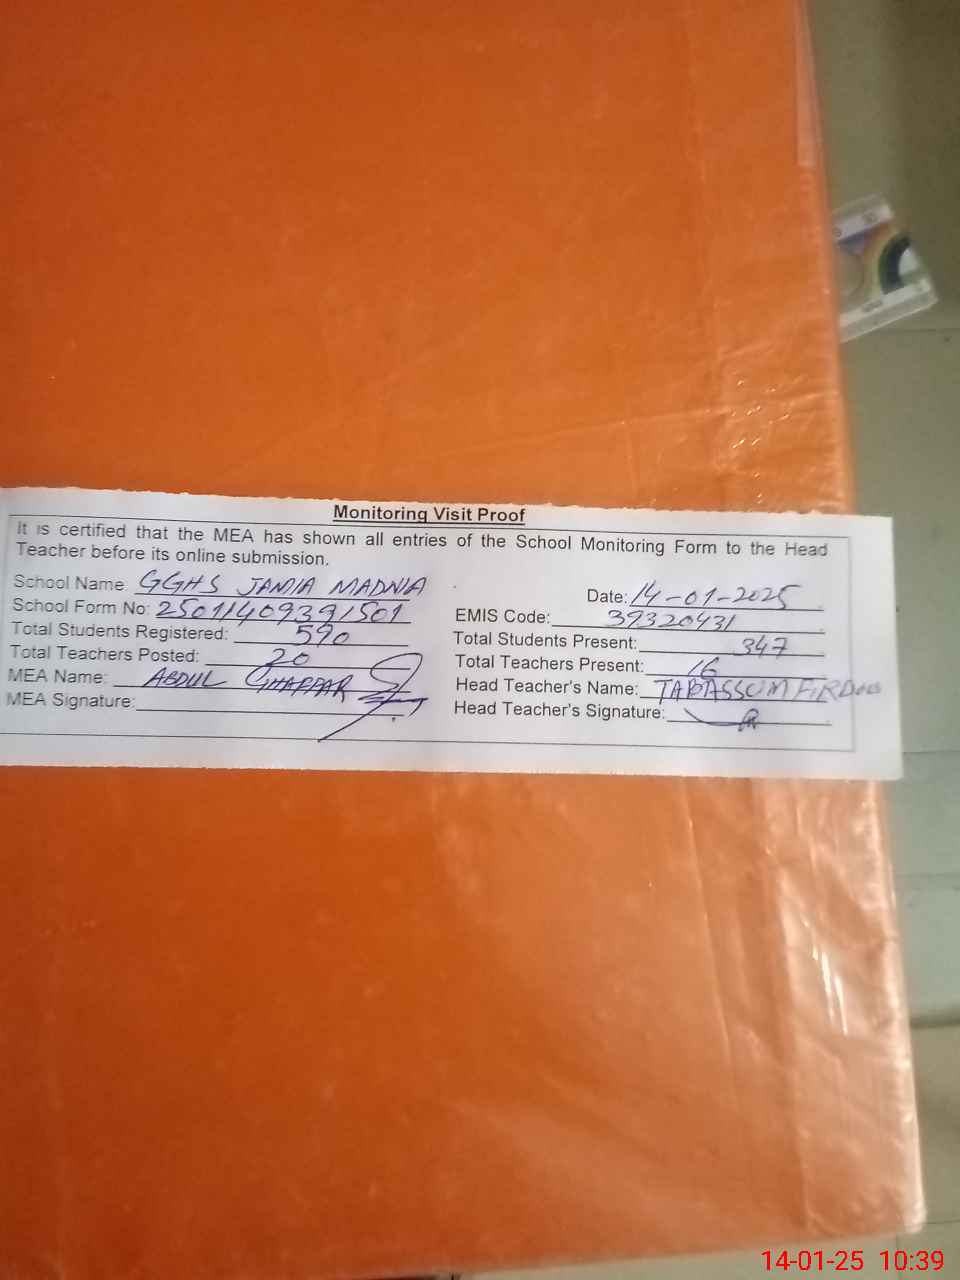 Monitoring Visit Proof
It is certified that the MEA has shown all entries of the School Monitoring Form to the Head
Teacher before its online submission.
School Name GGHS JAMIA MADNIA
Date: 14-01-2025
School Form No: 25011409391501
EMIS Code: 39320431
Total Students Registered: 590
Total Students Present: 347
Total Teachers Posted: 20
Total Teachers Present: 16
MEA Name: ABDUL GHAFFAR
Head Teacher's Name: TABASSUM FIRDOUS
MEA Signature:
Head Teacher's Signature:
14-01-25 10:39